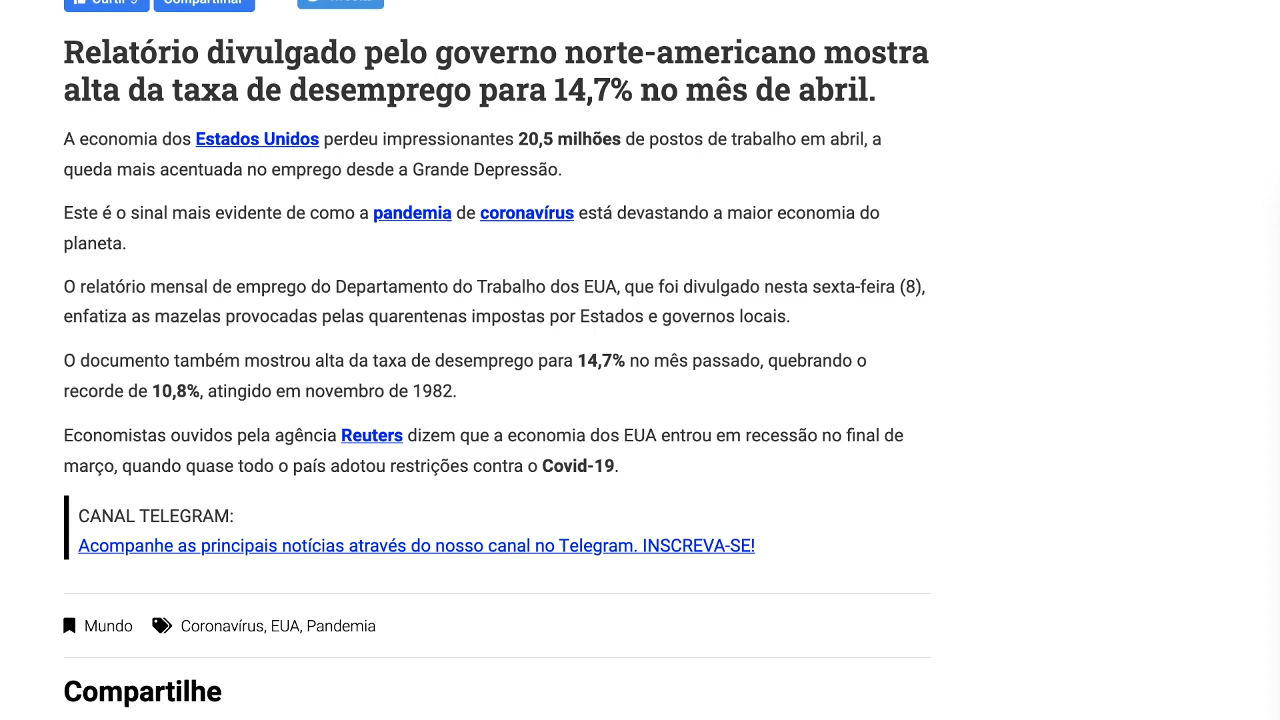 Curtir 9 Compartilhar
Relatório divulgado pelo governo norte-americano mostra
alta da taxa de desemprego para 14,7% no mês de abril.
A economia dos Estados Unidos perdeu impressionantes 20,5 milhões de postos de trabalho em abril, a
queda mais acentuada no emprego desde a Grande Depressão.
Este é o sinal mais evidente de como a pandemia de coronavírus está devastando a maior economia do
planeta.
O relatório mensal de emprego do Departamento do Trabalho dos EUA, que foi divulgado nesta sexta-feira (8),
enfatiza as mazelas provocadas pelas quarentenas impostas por Estados e governos locais.
O documento também mostrou alta da taxa de desemprego para 14,7% no mês passado, quebrando o
recorde de 10,8%, atingido em novembro de 1982.
Economistas ouvidos pela agência Reuters dizem que a economia dos EUA entrou em recessão no final de
março, quando quase todo o país adotou restrições contra o Covid-19.
CANAL TELEGRAM:
Acompanhe as principais notícias através do nosso canal no Telegram. INSCREVA-SE!
Mundo Coronavírus, EUA, Pandemia
Compartilhe